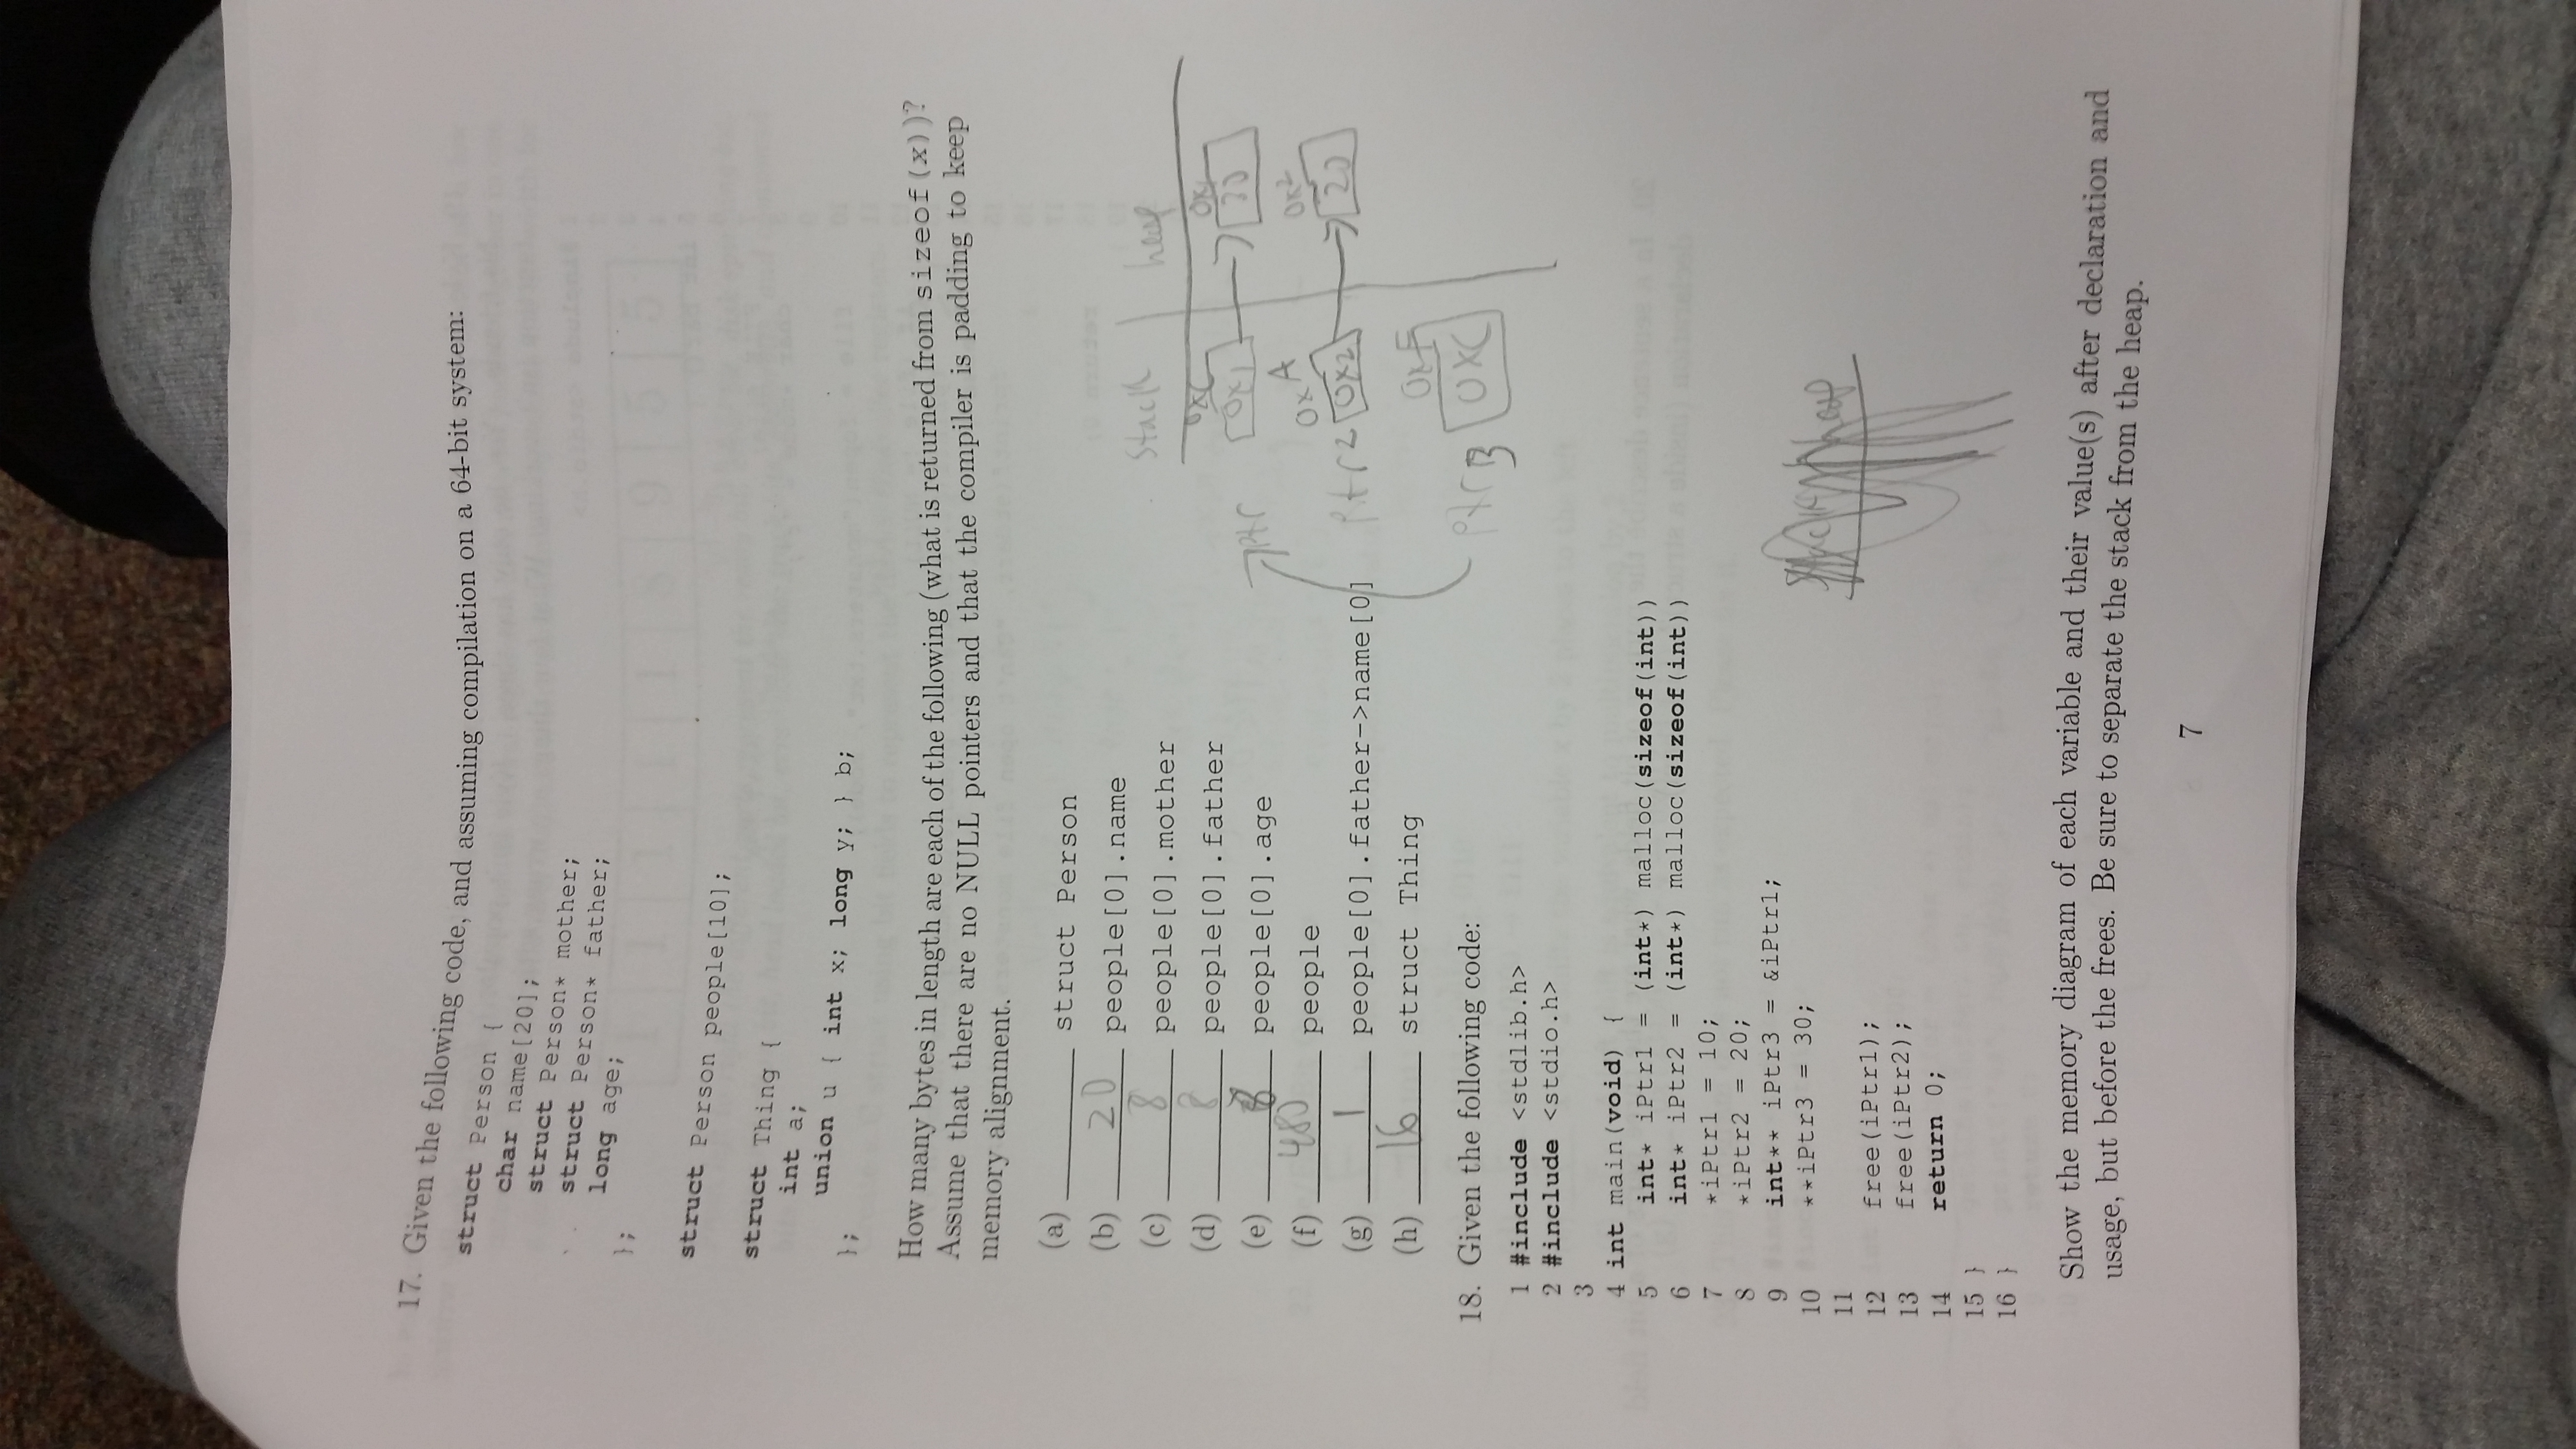 17. Given the following code, and assuming compilation on a 64-bit system:
struct Person {
char name[20];
struct Person* mother;
struct Person* father;
long age;
};
struct Person people[10];
struct Thing {
int a;
union u { int x; long y; } b;
};
How many bytes in length are each of the following (what is returned from sizeof(x))?
Assume that there are no NULL pointers and that the compiler is padding to keep
memory alignment.
(a) ______ struct Person
(b) 20 people[0].name
(c) 8 people[0].mother
(d) 8 people[0].father
(e) 8 people[0].age
(f) 480 people
(g) 1 people[0].father->name[0]
(h) 16 struct Thing
stack heap
0xC 0x1
ptr 0x1 30
0xA 0x2
ptr2 0x2 20
0xF
ptr3 0xC
18. Given the following code:
1 #include <stdlib.h>
2 #include <stdio.h>
3
4 int main(void) {
5 int* iPtr1 = (int*) malloc(sizeof(int))
6 int* iPtr2 = (int*) malloc(sizeof(int))
7 *iPtr1 = 10;
8 *iPtr2 = 20;
9 int** iPtr3 = &iPtr1;
10 **iPtr3 = 30;
11
12 free(iPtr1);
13 free(iPtr2);
14 return 0;
15 }
16 }
heap
Show the memory diagram of each variable and their value(s) after declaration and
usage, but before the frees. Be sure to separate the stack from the heap.
7